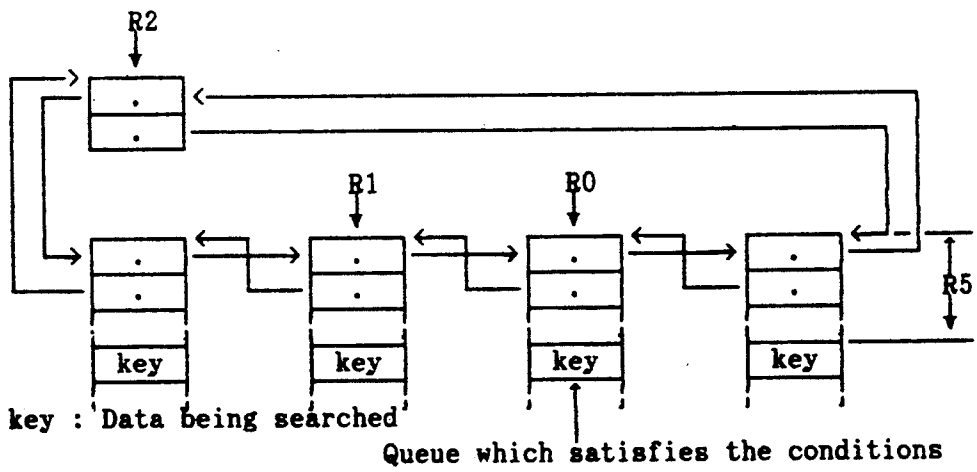 R2
R1
R0
R5
key
key
key
key
key : Data being searched
Queue which satisfies the conditions